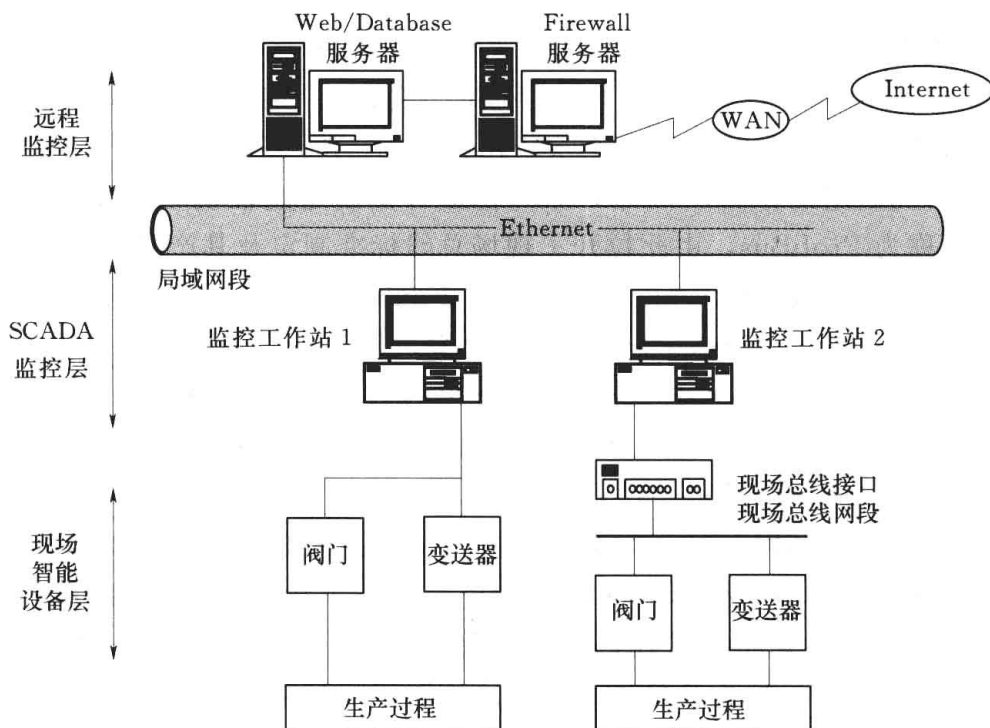 Web/Database
服务器
Firewall
服务器
Internet
WAN
远程
监控层
Ethernet
局域网段
SCADA
监控层
监控工作站 1
监控工作站 2
现场总线接口
现场总线网段
现场
智能
设备层
阀门
变送器
阀门
变送器
生产过程
生产过程